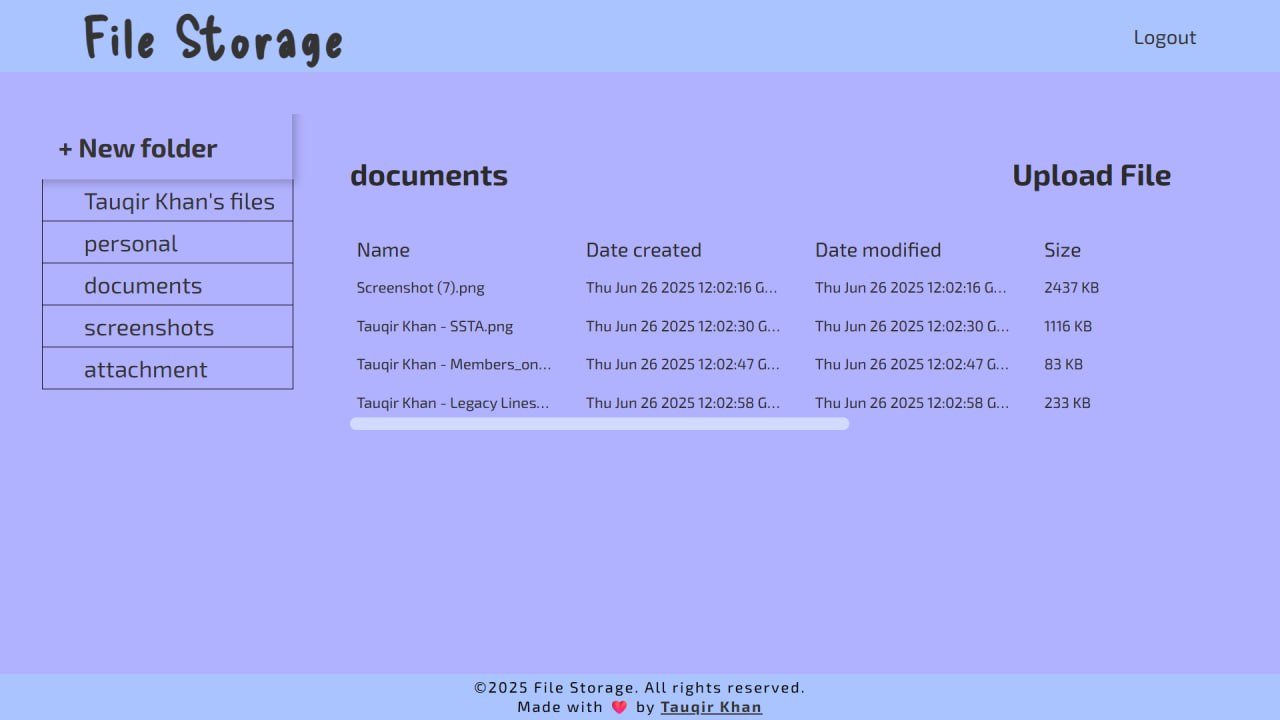 File Storage
Logout
+ New folder
Tauqir Khan's files
personal
documents
screenshots
attachment
documents
Upload File
Name Date created Date modified Size
Screenshot (7).png Thu Jun 26 2025 12:02:16 G... Thu Jun 26 2025 12:02:16 G... 2437 KB
Tauqir Khan - SSTA.png Thu Jun 26 2025 12:02:30 G... Thu Jun 26 2025 12:02:30 G... 1116 KB
Tauqir Khan - Members_on... Thu Jun 26 2025 12:02:47 G... Thu Jun 26 2025 12:02:47 G... 83 KB
Tauqir Khan - Legacy Lines... Thu Jun 26 2025 12:02:58 G... Thu Jun 26 2025 12:02:58 G... 233 KB
©2025 File Storage. All rights reserved.
Made with ❤️ by Tauqir Khan